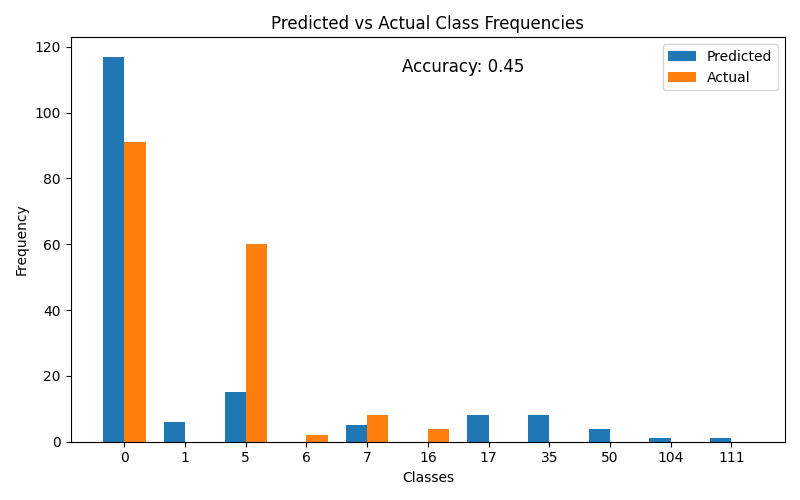 Predicted vs Actual Class Frequencies
Accuracy: 0.45
Predicted
Actual
Frequency
120
100
80
60
40
20
0
0 1 5 6 7 16 17 35 50 104 111
Classes